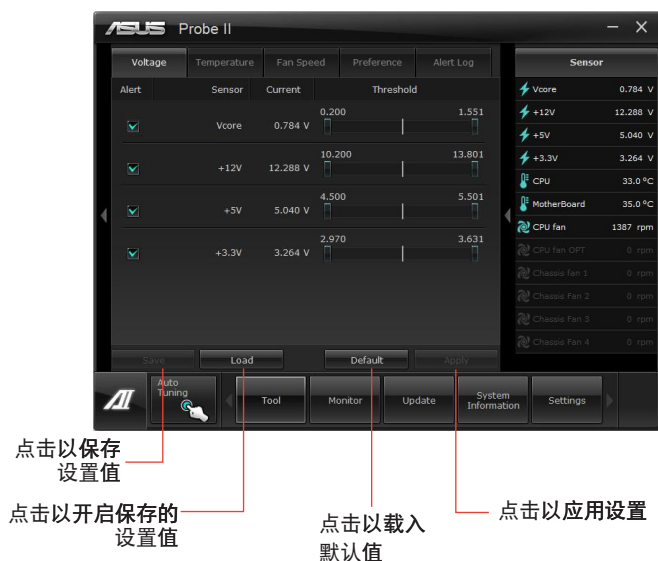 ASUS Probe II
Voltage Temperature Fan Speed Preference Alert Log
Alert Sensor Current Threshold
Vcore 0.784 V 0.200 1.551
+12V 12.288 V 10.200 13.801
+5V 5.040 V 4.500 5.501
+3.3V 3.264 V 2.970 3.631
Save Load Default Apply
Sensor
Vcore 0.784 V
+12V 12.288 V
+5V 5.040 V
+3.3V 3.264 V
CPU 33.0 ºC
MotherBoard 35.0 ºC
CPU fan 1387 rpm
CPU fan OPT 0 rpm
Chassis fan 1 0 rpm
Chassis Fan 2 0 rpm
Chassis Fan 3 0 rpm
Chassis Fan 4 0 rpm
Auto
Tuning
Tool Monitor Update System
Information Settings
点击以保存
设置值
点击以开启保存的
设置值
点击以载入
默认值
点击以应用设置